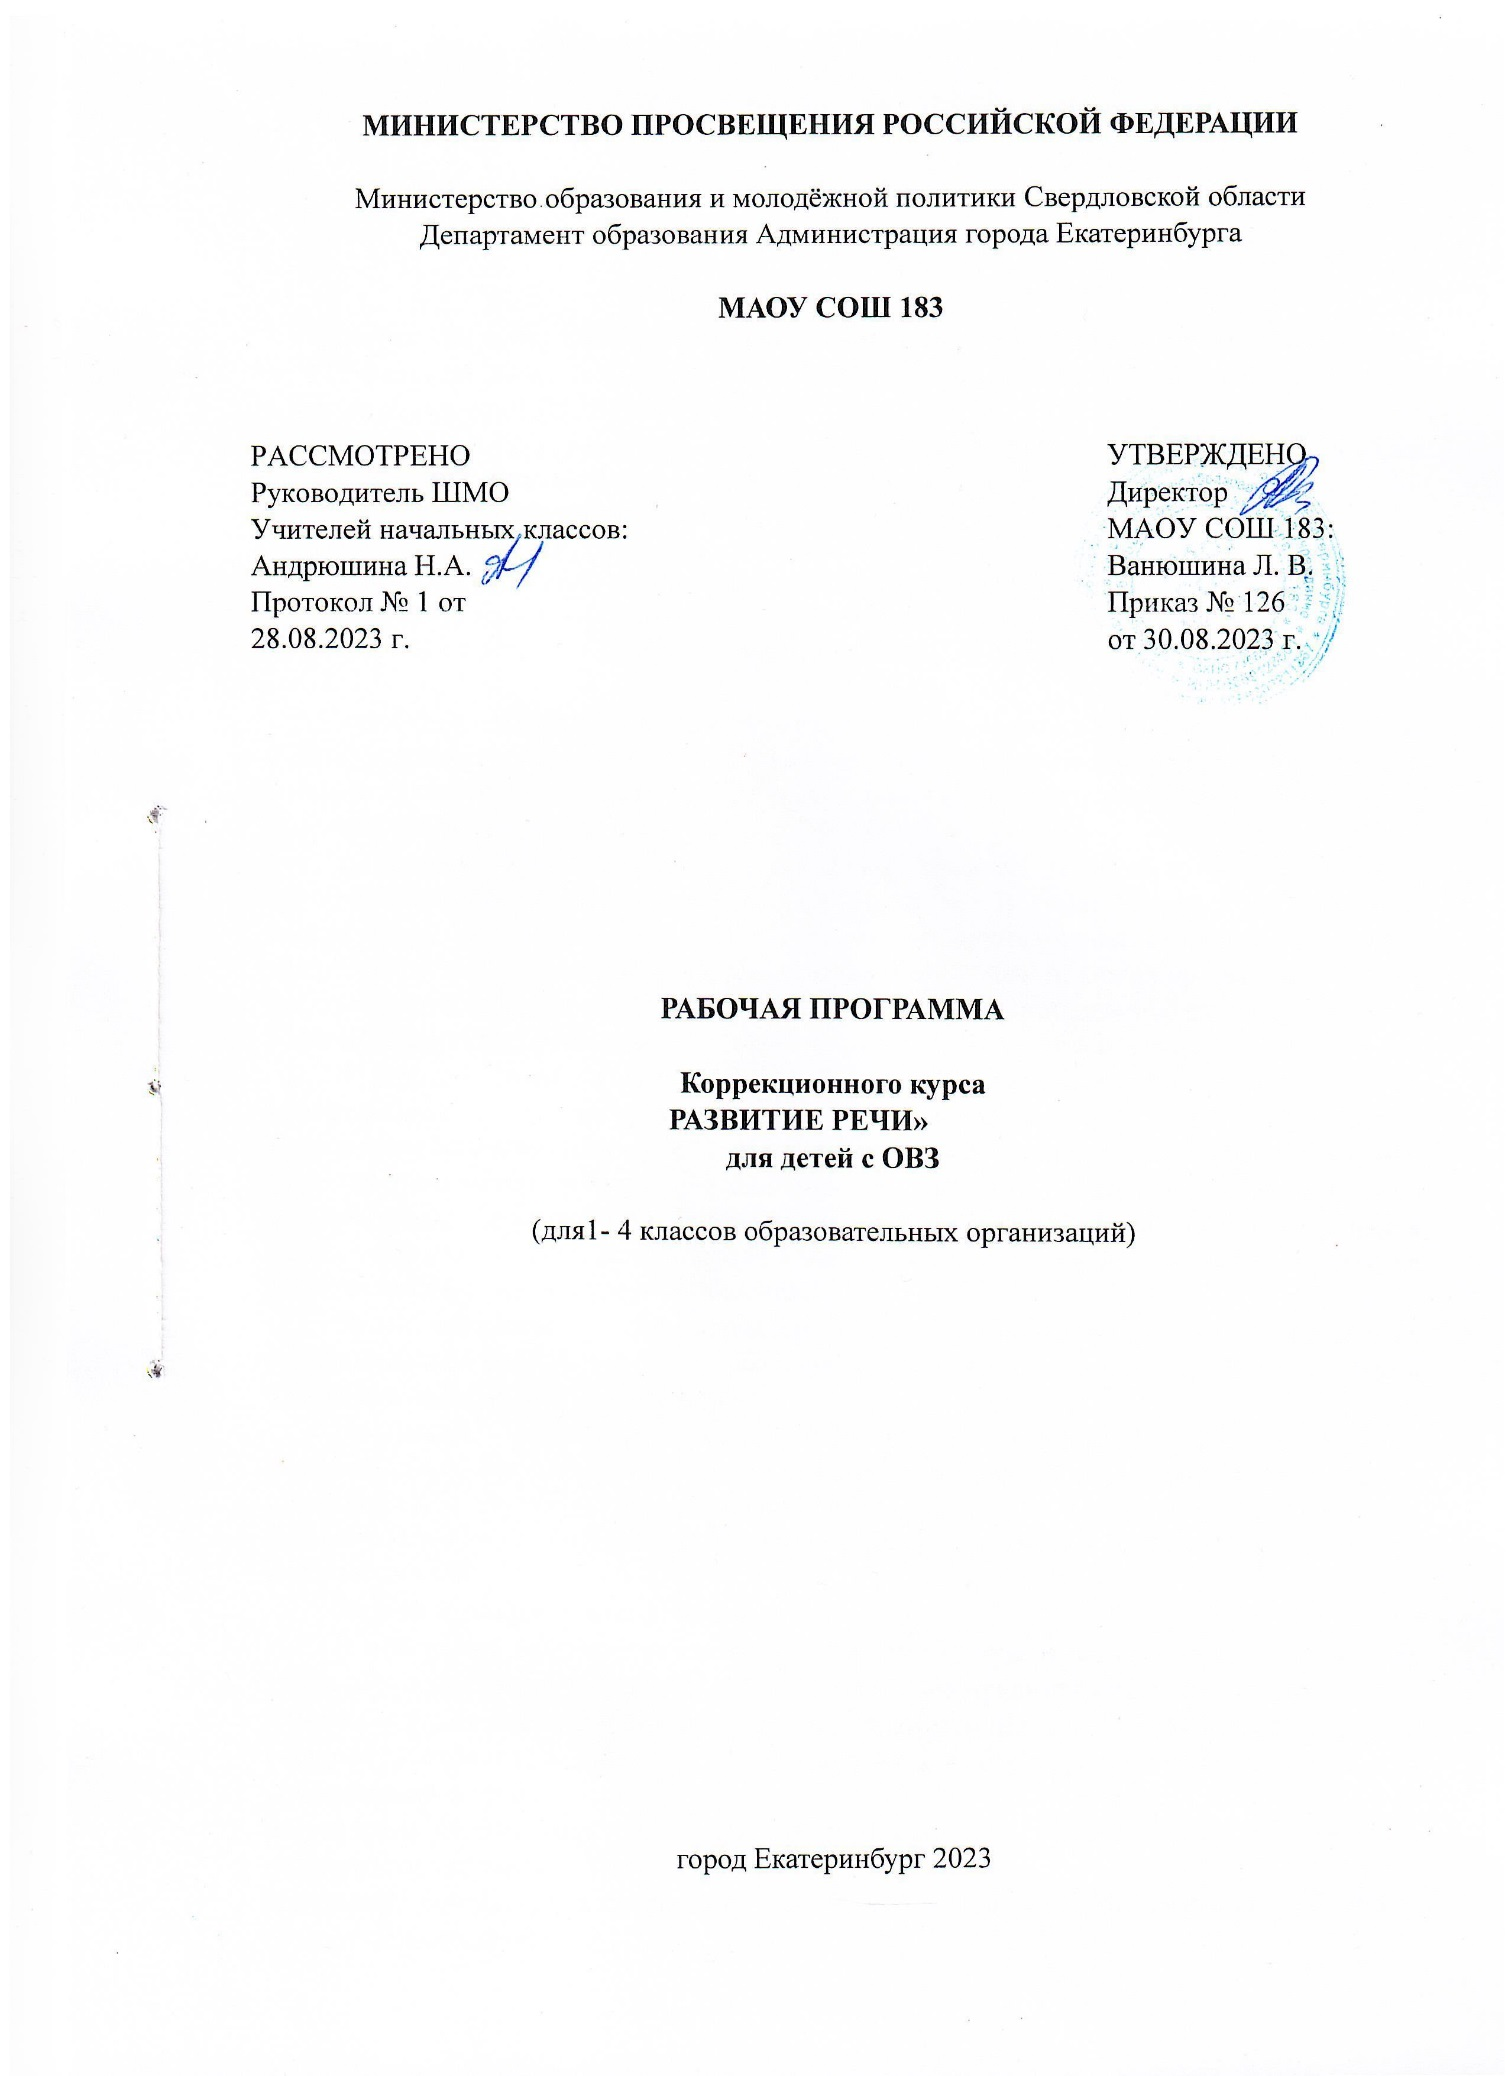 МИНИСТЕРСТВО ПРОСВЕЩЕНИЯ РОССИЙСКОЙ ФЕДЕРАЦИИ
Министерство образования и молодёжной политики Свердловской области
Департамент образования Администрация города Екатеринбурга
МАОУ СОШ 183
РАССМОТРЕНО
Руководитель ШМО
Учителей начальных классов:
Андрюшина Н.А.
Протокол № 1 от
28.08.2023 г.
УТВЕРЖДЕНО
Директор
МАОУ СОШ 183:
Ванюшина Л. В.
Приказ № 126
от 30.08.2023 г.
РАБОЧАЯ ПРОГРАММА
Коррекционного курса
РАЗВИТИЕ РЕЧИ»
для детей с ОВЗ
(для1- 4 классов образовательных организаций)
город Екатеринбург 2023